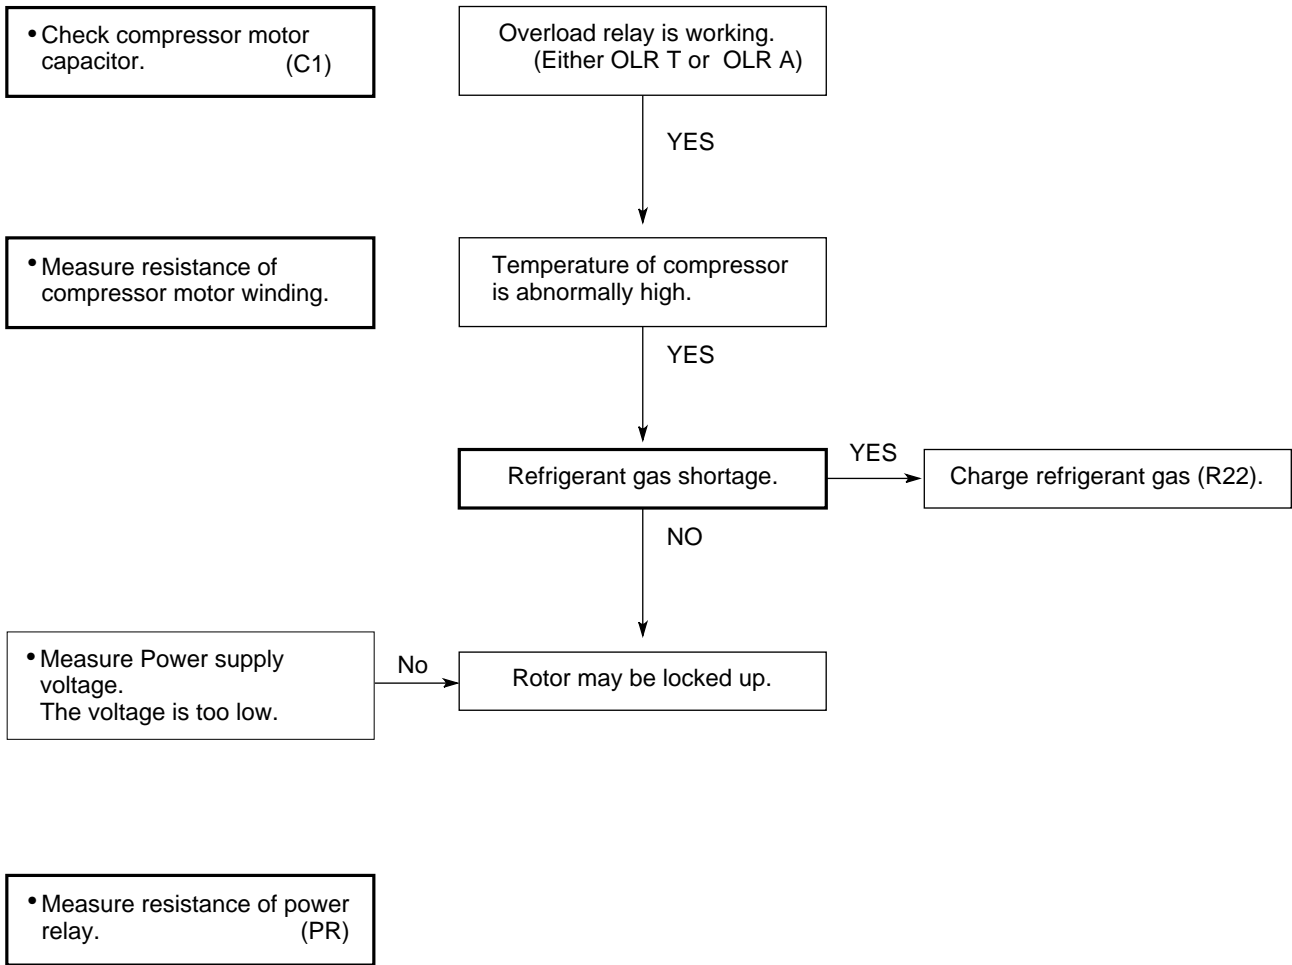 • Check compressor motor
capacitor. (C1)
Overload relay is working.
(Either OLR T or OLR A)
YES
• Measure resistance of
compressor motor winding.
Temperature of compressor
is abnormally high.
YES
Refrigerant gas shortage.
YES
Charge refrigerant gas (R22).
NO
• Measure Power supply
voltage.
The voltage is too low.
No
Rotor may be locked up.
• Measure resistance of power
relay. (PR)